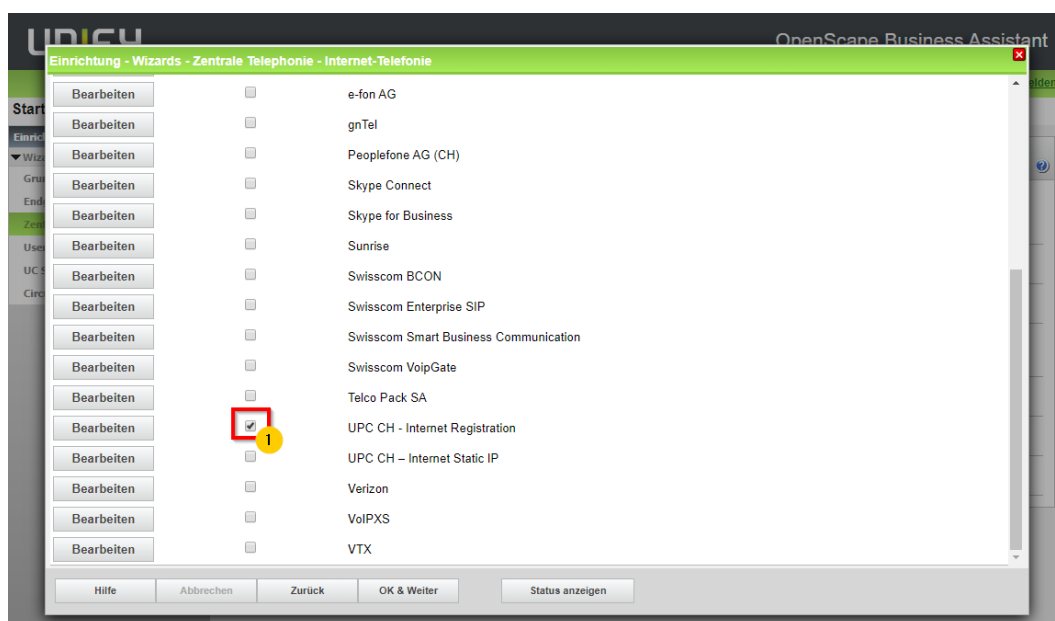 UNIFY
OpenScape Business Assistant
Einrichtung - Wizards - Zentrale Telephonie - Internet-Telefonie
Start
Bearbeiten e-fon AG
Bearbeiten gnTel
Bearbeiten Peoplefone AG (CH)
Bearbeiten Skype Connect
Bearbeiten Skype for Business
Bearbeiten Sunrise
Bearbeiten Swisscom BCON
Bearbeiten Swisscom Enterprise SIP
Bearbeiten Swisscom Smart Business Communication
Bearbeiten Swisscom VoipGate
Bearbeiten Telco Pack SA
Bearbeiten 1 UPC CH - Internet Registration
Bearbeiten UPC CH – Internet Static IP
Bearbeiten Verizon
Bearbeiten VoIPXS
Bearbeiten VTX
Hilfe Abbrechen Zurück OK & Weiter Status anzeigen